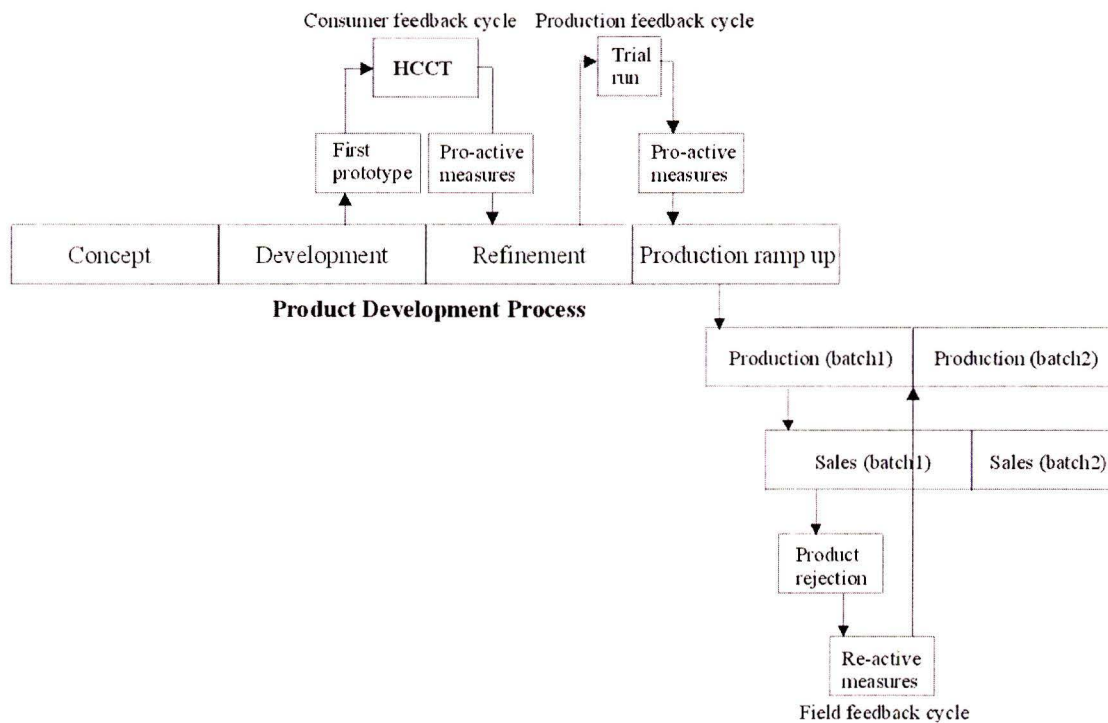 Consumer feedback cycle
Production feedback cycle
HCCT
Trial
run
First
prototype
Pro-active
measures
Pro-active
measures
Concept
Development
Refinement
Production ramp up
Product Development Process
Production (batch1)
Production (batch2)
Sales (batch1)
Sales (batch2)
Product
rejection
Re-active
measures
Field feedback cycle